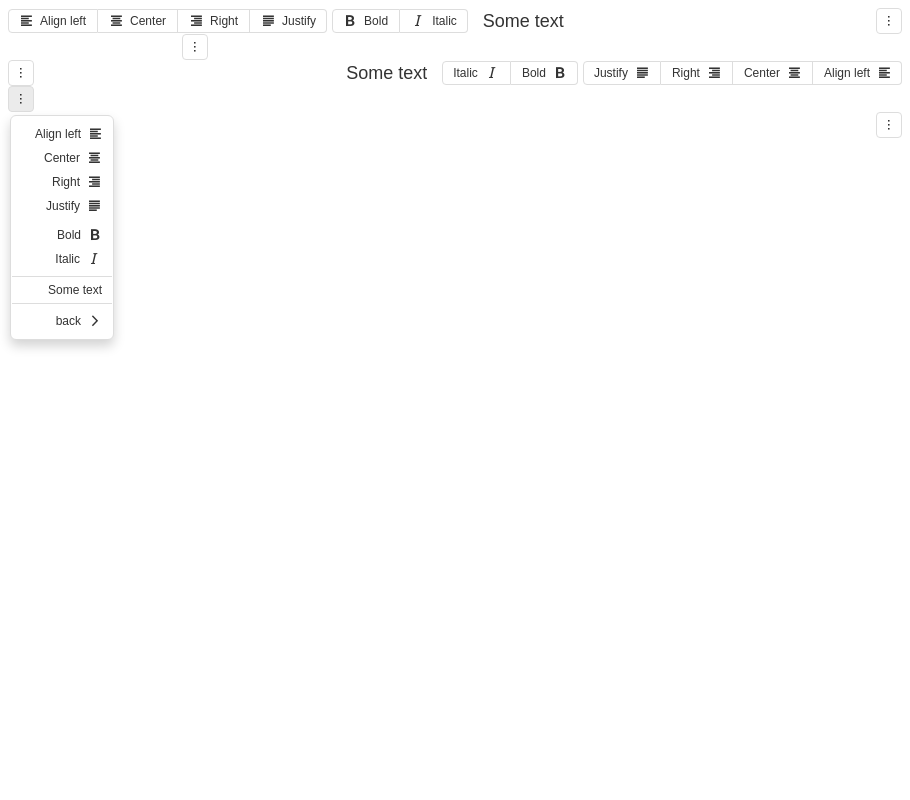 Align left Center Right Justify Bold Italic Some text
Some text Italic Bold Justify Right Center Align left
Align left
Center
Right
Justify
Bold
Italic
Some text
back